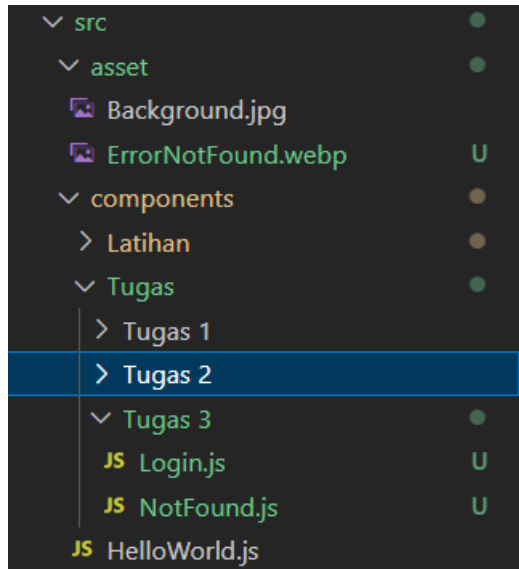 src
asset
Background.jpg
ErrorNotFound.webp U
components
Latihan
Tugas
Tugas 1
Tugas 2
Tugas 3
JS Login.js U
JS NotFound.js U
JS HelloWorld.js